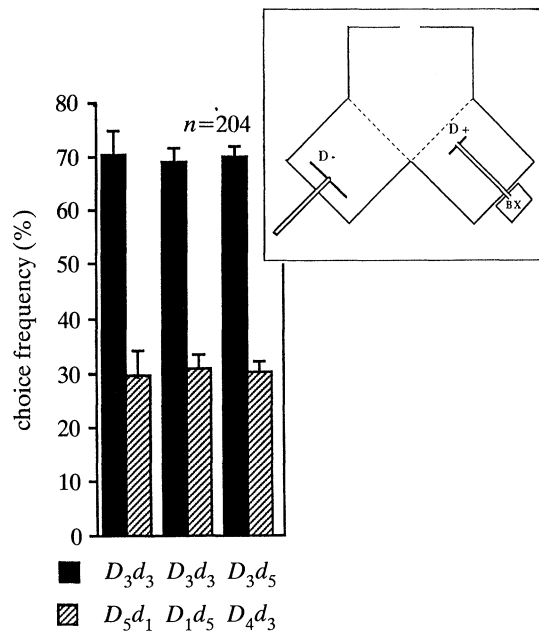 n=204
D -
D +
BX
choice frequency (%)
80
70
60
50
40
30
20
10
0
D₃d₃ D₃d₃ D₃d₅
D₅d₁ D₁d₅ D₄d₃